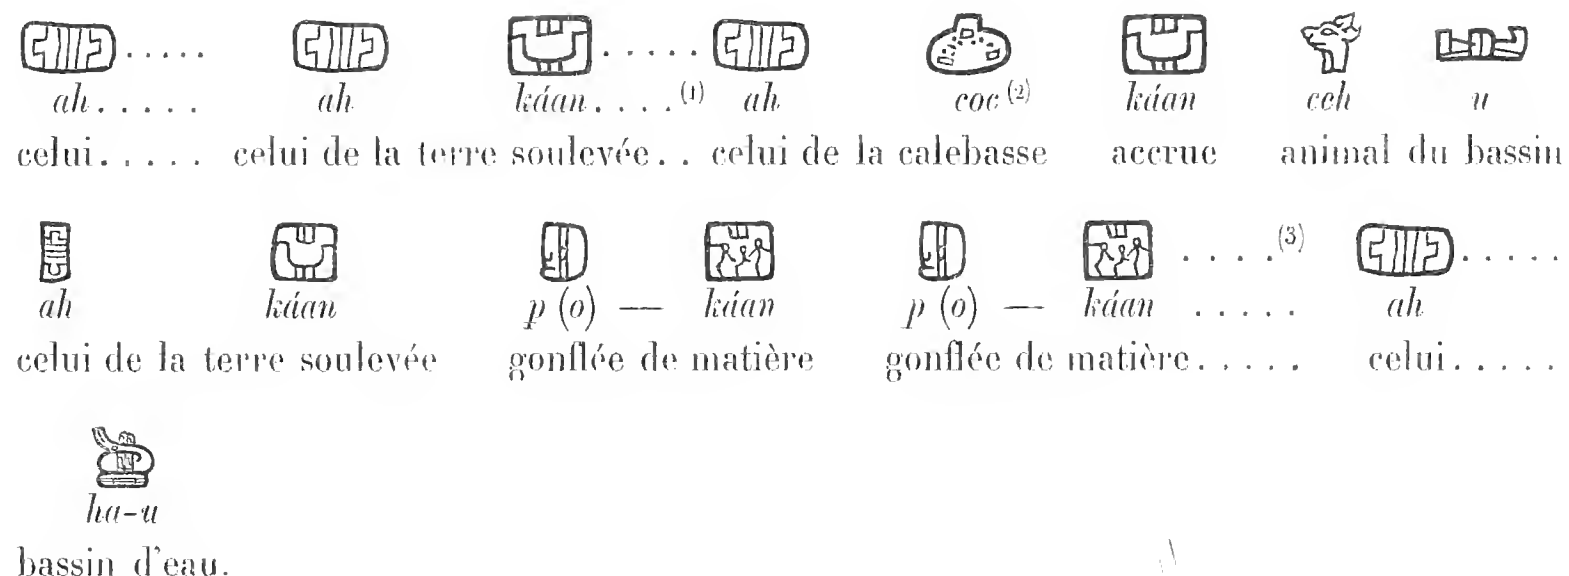 ah..... ah káan....(1) ah coc (2) káan ceh u
celui..... celui de la terre soulevée.. celui de la calebasse accrue animal du bassin
(3)
ah káan p (o) — káan p (o) — káan ..... ah
celui de la terre soulevée gonflée de matière gonflée de matière..... celui.....
ha-u
bassin d'eau.